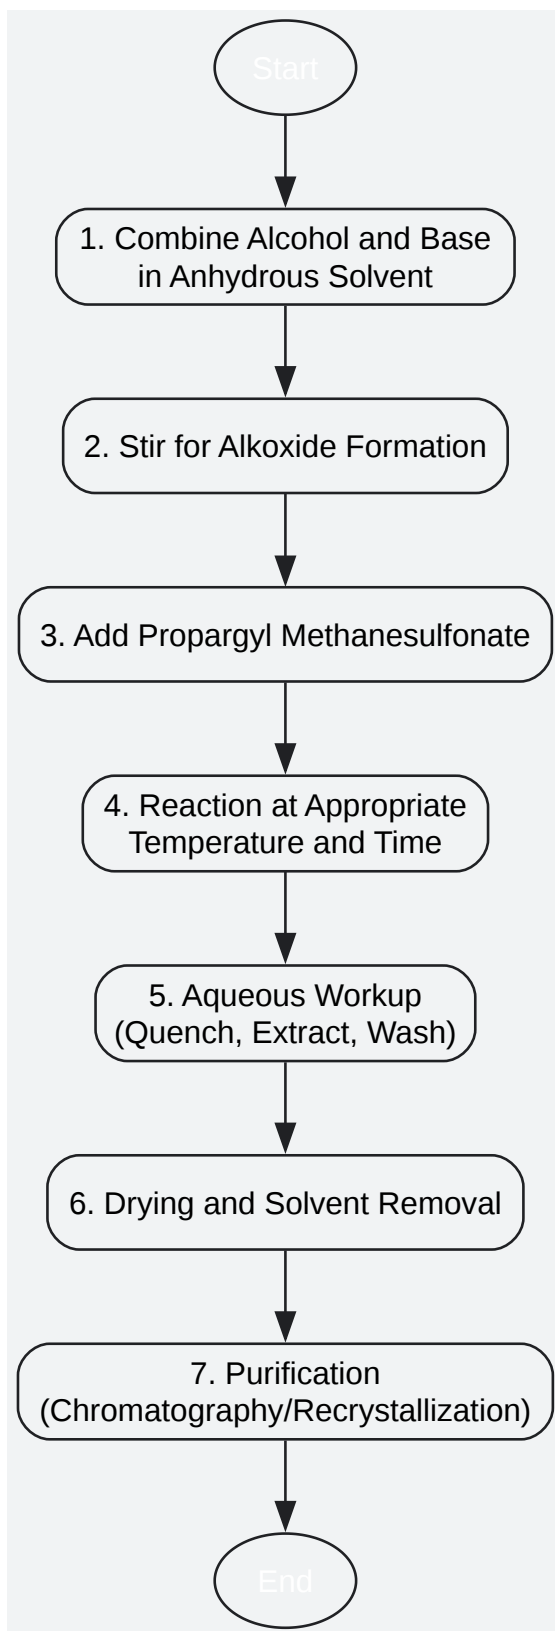 Start
1. Combine Alcohol and Base
in Anhydrous Solvent
2. Stir for Alkoxide Formation
3. Add Propargyl Methanesulfonate
4. Reaction at Appropriate
Temperature and Time
5. Aqueous Workup
(Quench, Extract, Wash)
6. Drying and Solvent Removal
7. Purification
(Chromatography/Recrystallization)
End